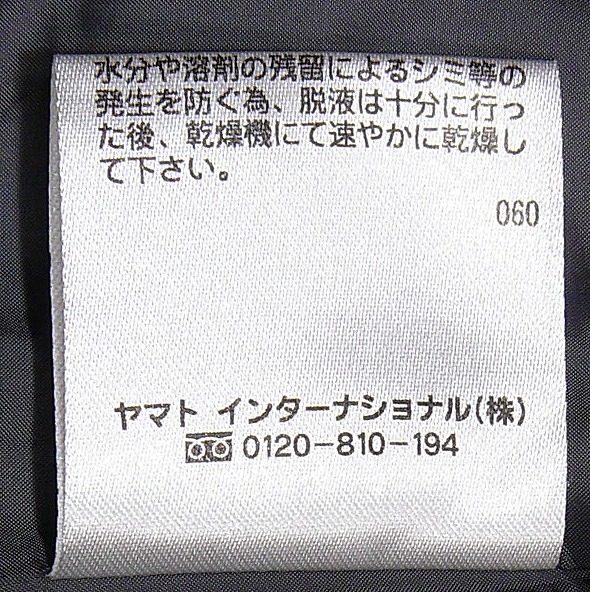 水分や溶剤の残留によるシミ等の
発生を防ぐ為、脱液は十分に行っ
た後、乾燥機にて速やかに乾燥し
て下さい。
060
ヤマト インターナショナル(株)
0120-810-194